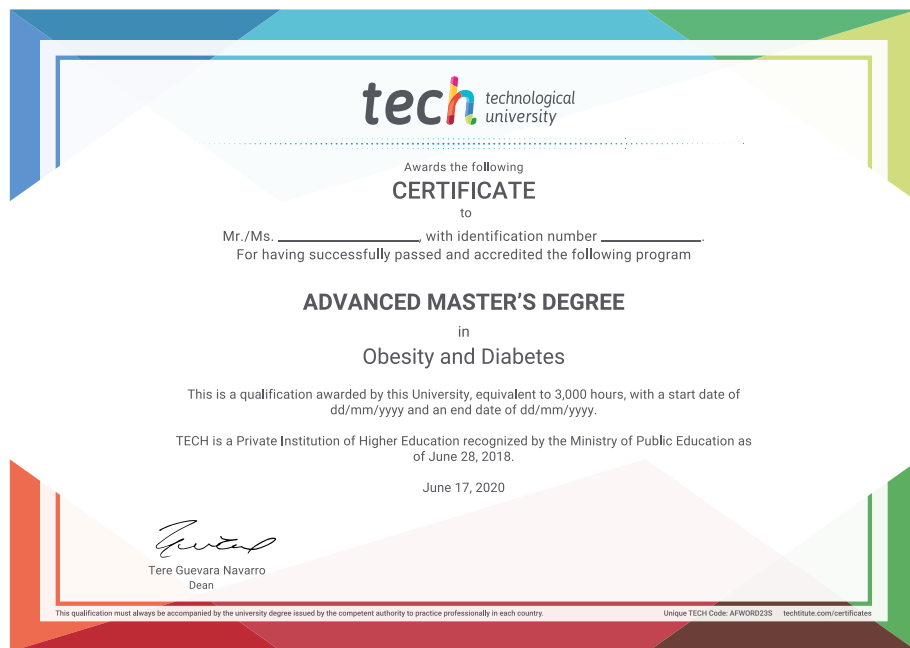 tech technological
university
Awards the following
CERTIFICATE
to
Mr./Ms. ____________________, with identification number ______________.
For having successfully passed and accredited the following program
ADVANCED MASTER’S DEGREE
in
Obesity and Diabetes
This is a qualification awarded by this University, equivalent to 3,000 hours, with a start date of
dd/mm/yyyy and an end date of dd/mm/yyyy.
TECH is a Private Institution of Higher Education recognized by the Ministry of Public Education as
of June 28, 2018.
June 17, 2020
Tere Guevara Navarro
Dean
This qualification must always be accompanied by the university degree issued by the competent authority to practice professionally in each country.
Unique TECH Code: AFWORD23S techtitute.com/certificates